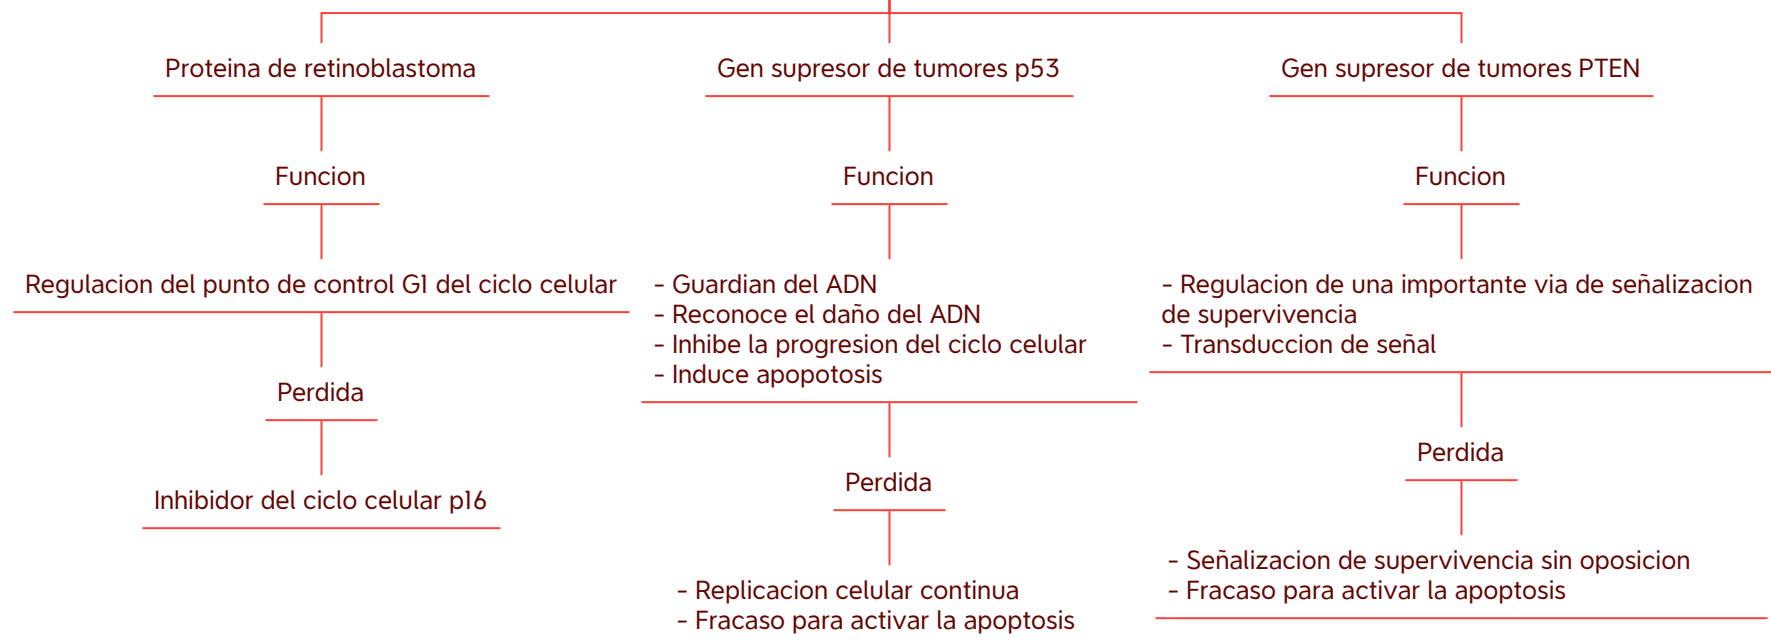 Proteina de retinoblastoma
Funcion
Regulacion del punto de control G1 del ciclo celular
Perdida
Inhibidor del ciclo celular p16
Gen supresor de tumores p53
Funcion
- Guardian del ADN
- Reconoce el daño del ADN
- Inhibe la progresion del ciclo celular
- Induce apopotosis
Perdida
- Replicacion celular continua
- Fracaso para activar la apoptosis
Gen supresor de tumores PTEN
Funcion
- Regulacion de una importante via de señalizacion
de supervivencia
- Transduccion de señal
Perdida
- Señalizacion de supervivencia sin oposicion
- Fracaso para activar la apoptosis